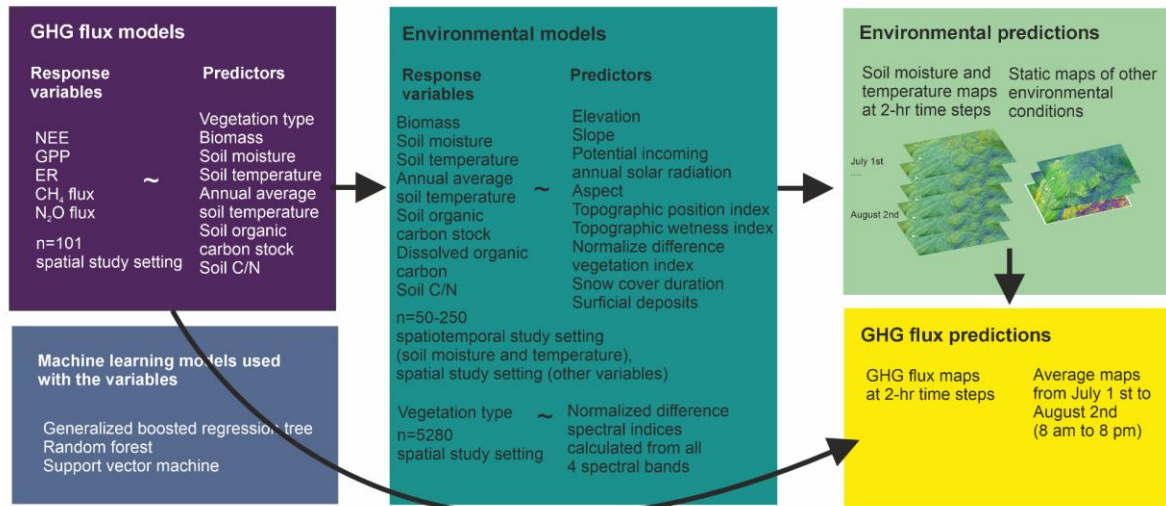 GHG flux models
Response
variables
Predictors
NEE
GPP
ER
CH₄ flux
N₂O flux
n=101
spatial study setting
~
Vegetation type
Biomass
Soil moisture
Soil temperature
Annual average
soil temperature
Soil organic
carbon stock
Soil C/N
Machine learning models used
with the variables
Generalized boosted regression tree
Random forest
Support vector machine
Environmental models
Response
variables
Predictors
Biomass
Soil moisture
Soil temperature
Annual average
soil temperature
Soil organic
carbon stock
Dissolved organic
carbon
Soil C/N
~
Elevation
Slope
Potential incoming
annual solar radiation
Aspect
Topographic position index
Topographic wetness index
Normalize difference
vegetation index
Snow cover duration
Surficial deposits
n=50-250
spatiotemporal study setting
(soil moisture and temperature),
spatial study setting (other variables)
Vegetation type
n=5280
spatial study setting
~
Normalized difference
spectral indices
calculated from all
4 spectral bands
Environmental predictions
Soil moisture and
temperature maps
at 2-hr time steps
Static maps of other
environmental
conditions
July 1st
....
August 2nd
GHG flux predictions
GHG flux maps
at 2-hr time steps
Average maps
from July 1 st to
August 2nd
(8 am to 8 pm)